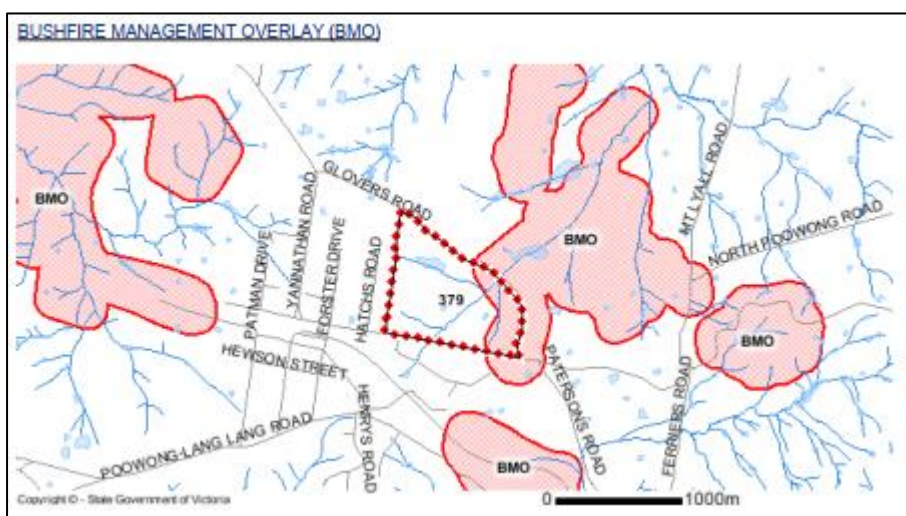 BUSHFIRE MANAGEMENT OVERLAY (BMO)
GLOVERS ROAD
MT LYALL ROAD
BMO
NORTH POOWONG ROAD
PATMAN DRIVE
YANNATHAN ROAD
FORSTER DRIVE
HATCHS ROAD
BMO
379
BMO
HEWSON STREET
HENRYS ROAD
PATERSONS ROAD
FERRIERS ROAD
POOWONG-LANG LANG ROAD
BMO
Copyright © - State Government of Victoria
0 1000m